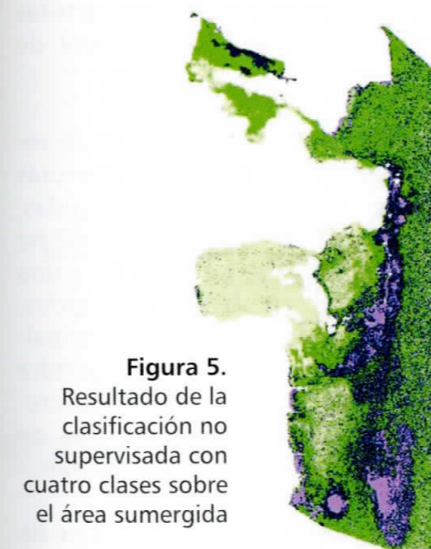 Figura 5.
Resultado de la
clasificación no
supervisada con
cuatro clases sobre
el área sumergida